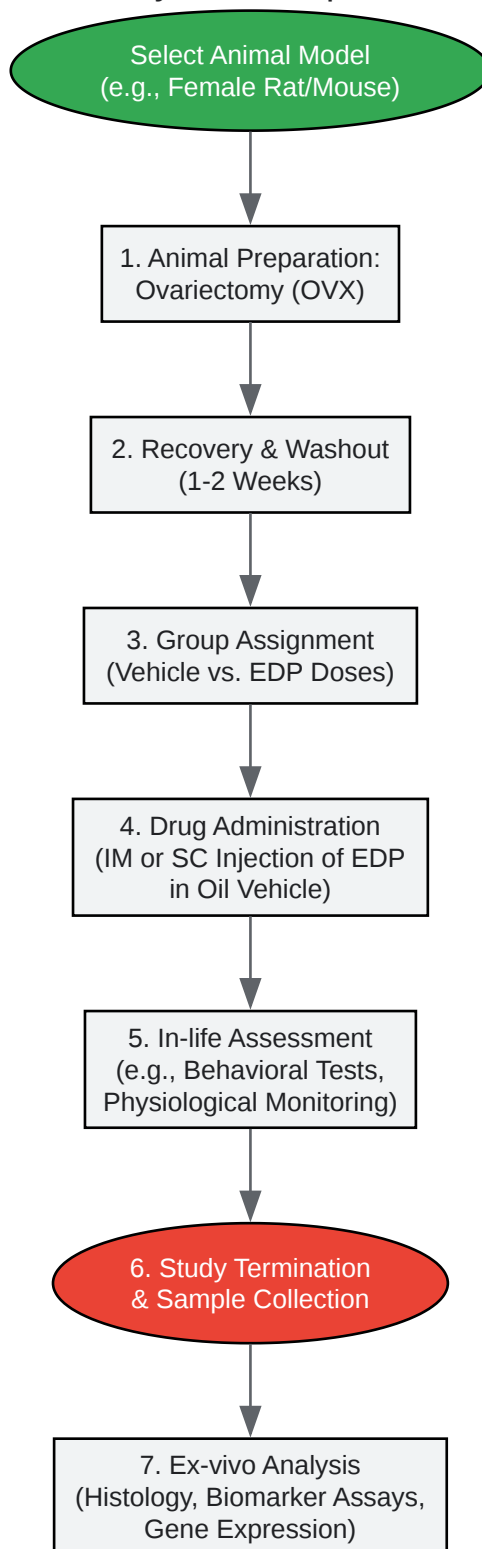 Select Animal Model
(e.g., Female Rat/Mouse)
1. Animal Preparation:
Ovariectomy (OVX)
2. Recovery & Washout
(1-2 Weeks)
3. Group Assignment
(Vehicle vs. EDP Doses)
4. Drug Administration
(IM or SC Injection of EDP
in Oil Vehicle)
5. In-life Assessment
(e.g., Behavioral Tests,
Physiological Monitoring)
6. Study Termination
& Sample Collection
7. Ex-vivo Analysis
(Histology, Biomarker Assays,
Gene Expression)